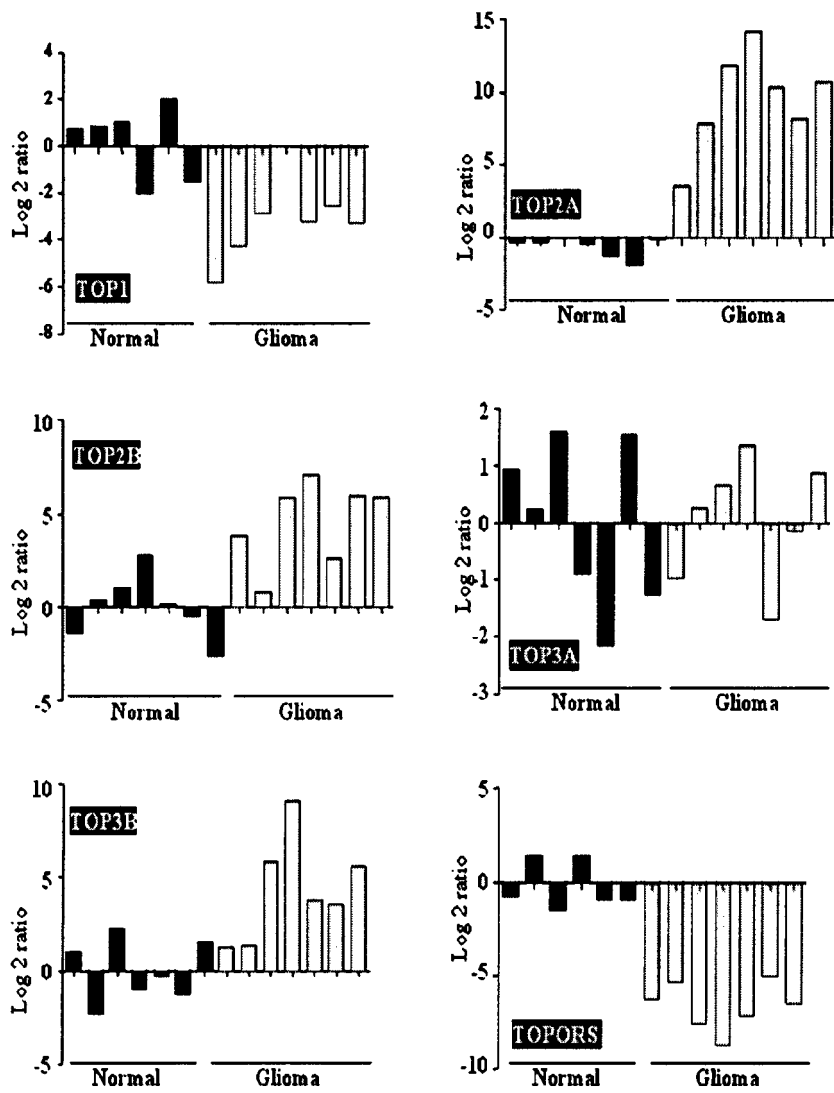 4
2
0
-2
-4
-6
-8
Log 2 ratio
TOP1
Normal
Glioma
15
10
5
0
-5
Log 2 ratio
TOP2A
Normal
Glioma
10
5
0
-5
Log 2 ratio
TOP2B
Normal
Glioma
2
1
0
-1
-2
-3
Log 2 ratio
TOP3A
Normal
Glioma
10
5
0
-5
Log 2 ratio
TOP3B
Normal
Glioma
5
0
-5
-10
Log 2 ratio
TOPORS
Normal
Glioma